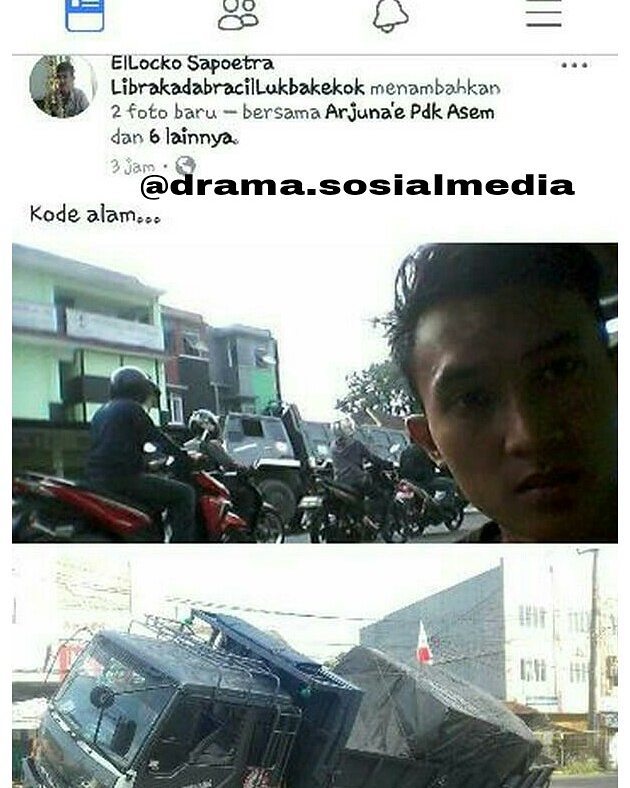 ElLocko Sapoetra
LibrakadabracilLukbakekok menambahkan
2 foto baru — bersama Arjuna'e Pdk Asem
dan 6 lainnya.
3 jam ·
@drama.sosialmedia
Kode alam...